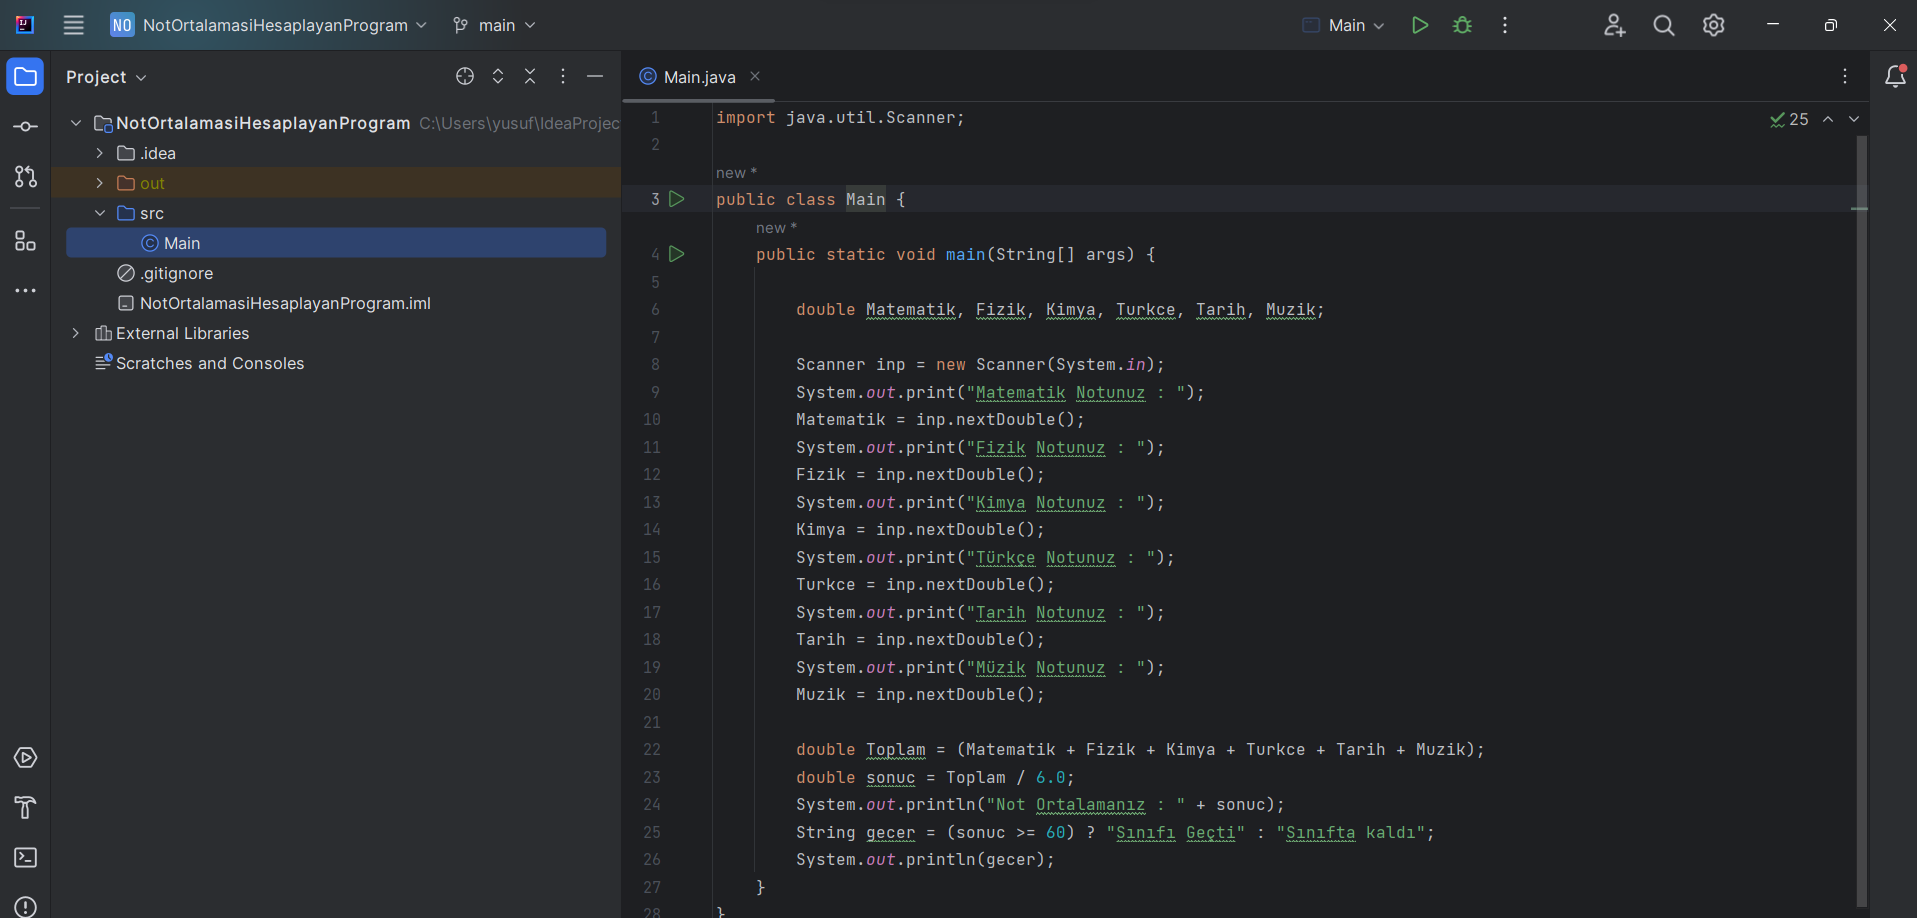 NO NotOrtalamasiHesaplayanProgram main Main
Project
NotOrtalamasiHesaplayanProgram C:\Users\yusuf\IdeaProjec
.idea
out
src
Main
.gitignore
NotOrtalamasiHesaplayanProgram.iml
External Libraries
Scratches and Consoles
Main.java
25
1 import java.util.Scanner;
2
new *
3 public class Main {
new *
4 public static void main(String[] args) {
5
6 double Matematik, Fizik, Kimya, Turkce, Tarih, Muzik;
7
8 Scanner inp = new Scanner(System.in);
9 System.out.print("Matematik Notunuz : ");
10 Matematik = inp.nextDouble();
11 System.out.print("Fizik Notunuz : ");
12 Fizik = inp.nextDouble();
13 System.out.print("Kimya Notunuz : ");
14 Kimya = inp.nextDouble();
15 System.out.print("Türkçe Notunuz : ");
16 Turkce = inp.nextDouble();
17 System.out.print("Tarih Notunuz : ");
18 Tarih = inp.nextDouble();
19 System.out.print("Müzik Notunuz : ");
20 Muzik = inp.nextDouble();
21
22 double Toplam = (Matematik + Fizik + Kimya + Turkce + Tarih + Muzik);
23 double sonuc = Toplam / 6.0;
24 System.out.println("Not Ortalamanız : " + sonuc);
25 String gecer = (sonuc >= 60) ? "Sınıfı Geçti" : "Sınıfta kaldı";
26 System.out.println(gecer);
27 }
28 }